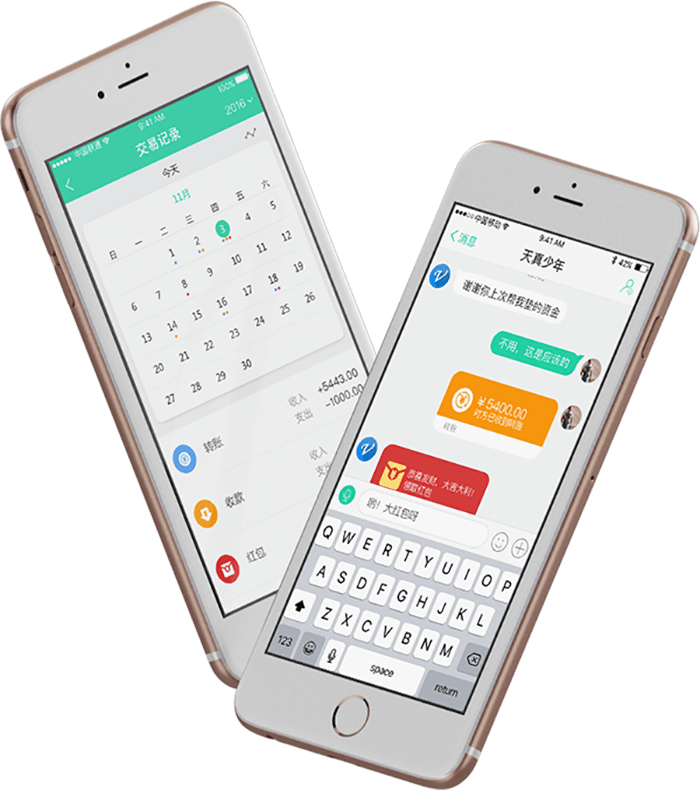 中国联通
9:41 AM
100%
交易记录
2016
今天
11月
日 一 二 三 四 五 六
1 2 3 4 5
6 7 8 9 10 11 12
13 14 15 16 17 18 19
20 21 22 23 24 25 26
27 28 29 30
转账
收入 +5443.00
支出 -1000.00
收款
收入
支出
红包
中国移动
9:41 AM
42%
消息
天真少年
谢谢你上次帮我垫的资金
不用，这是应该的
￥5400.00
对方已收到转账
转账
恭喜发财，大吉大利！
领取红包
哟！大红包呀
Q W E R T Y U I O P
A S D F G H J K L
Z X C V B N M
123 space return